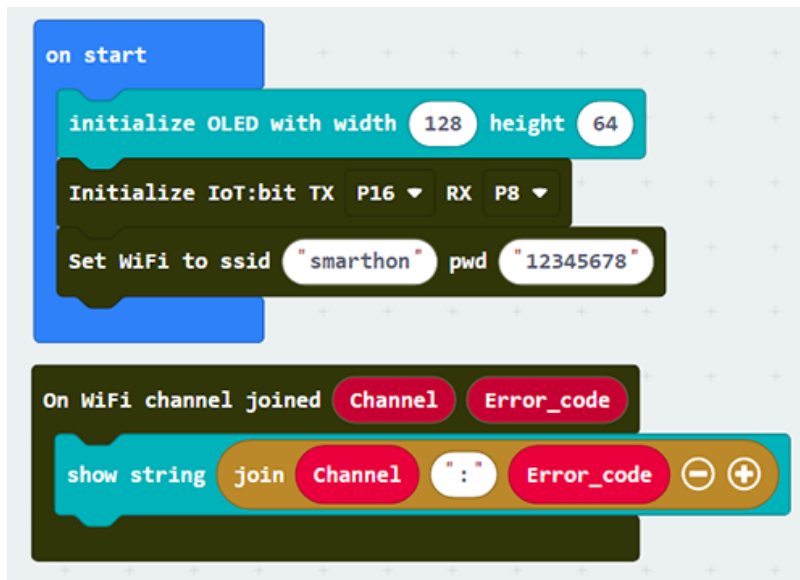 on start
initialize OLED with width 128 height 64
Initialize IoT:bit TX P16 RX P8
Set WiFi to ssid "smarthon" pwd "12345678"
On WiFi channel joined Channel Error_code
show string join Channel ":" Error_code